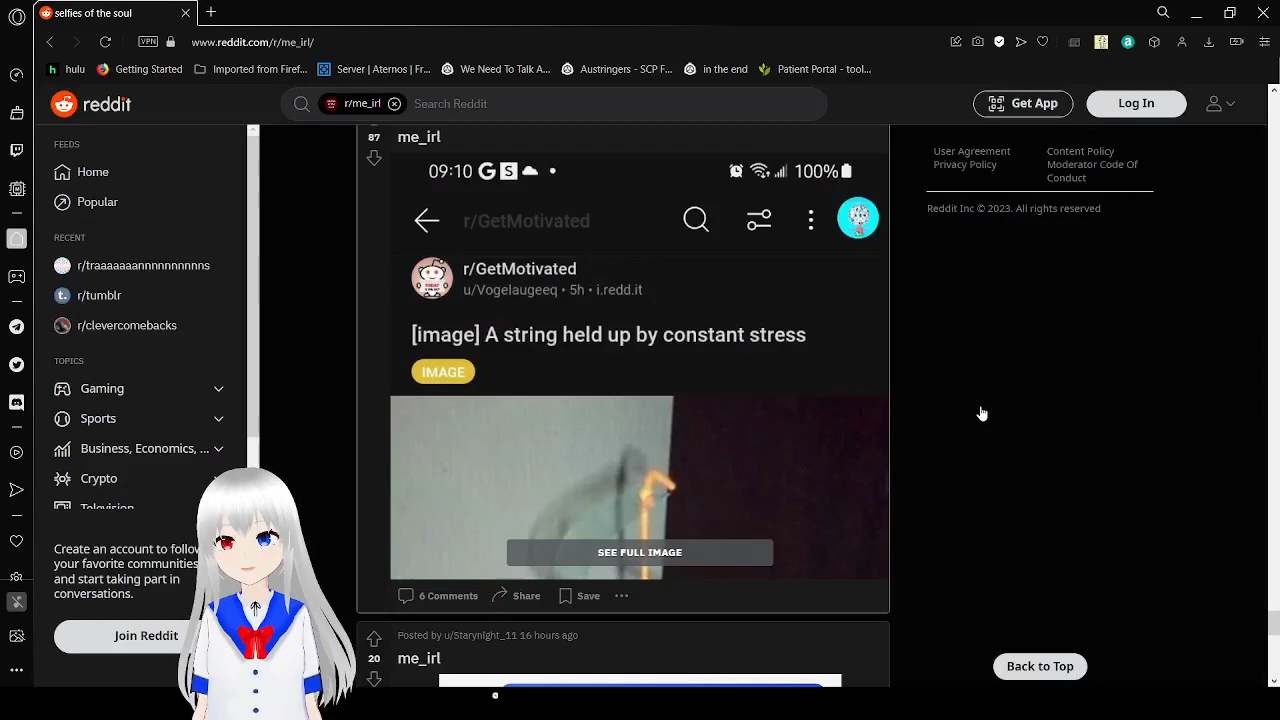 selfies of the soul
VPN
www.reddit.com/r/me_irl/
hulu
Getting Started
Imported from Firef...
Server | Aternos | Fr...
We Need To Talk A...
Austringers - SCP F...
in the end
Patient Portal - tool...
reddit
r/me_irl
Search Reddit
Get App
Log In
FEEDS
Home
Popular
RECENT
r/traaaaaaannnnnnnnns
r/tumblr
r/clevercomebacks
TOPICS
Gaming
Sports
Business, Economics, ...
Crypto
Television
Create an account to follow
your favorite communities
and start taking part in
conversations.
Join Reddit
87
me_irl
09:10
100%
r/GetMotivated
r/GetMotivated
u/Vogelaugeeq • 5h • i.redd.it
[image] A string held up by constant stress
IMAGE
SEE FULL IMAGE
6 Comments
Share
Save
Posted by u/Starynight_11 16 hours ago
20
me_irl
User Agreement
Privacy Policy
Content Policy
Moderator Code Of
Conduct
Reddit Inc © 2023. All rights reserved
Back to Top